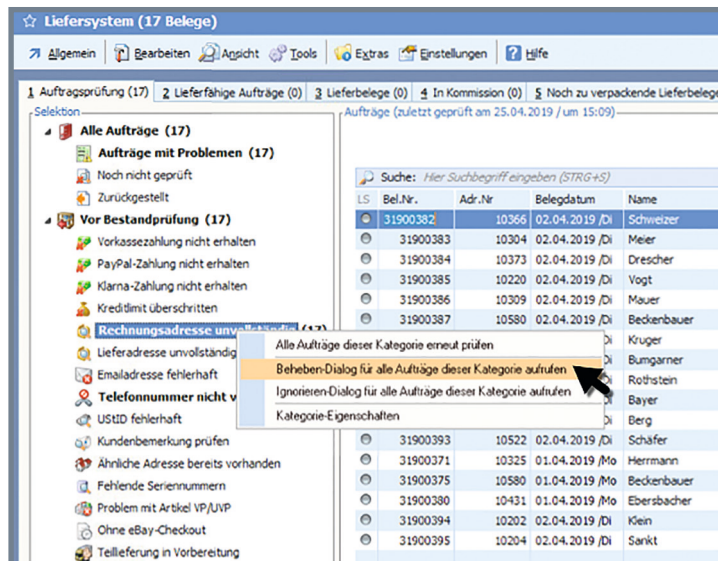 Liefersystem (17 Belege)
Allgemein Bearbeiten Ansicht Tools Extras Einstellungen Hilfe
1 Auftragsprüfung (17) 2 Lieferfähige Aufträge (0) 3 Lieferbelege (0) 4 In Kommission (0) 5 Noch zu verpackende Lieferbelege
Selektion
Alle Aufträge (17)
Aufträge mit Problemen (17)
Noch nicht geprüft
Zurückgestellt
Vor Bestandprüfung (17)
Vorkassezahlung nicht erhalten
PayPal-Zahlung nicht erhalten
Klarna-Zahlung nicht erhalten
Kreditlimit überschritten
Rechnungsadresse unvollständig (17)
Lieferadresse unvollständig
Emailadresse fehlerhaft
Telefonnummer nicht v
UStID fehlerhaft
Kundenbemerkung prüfen
Ähnliche Adresse bereits vorhanden
Fehlende Seriennummern
Problem mit Artikel VP/UVP
Ohne eBay-Checkout
Teillieferung in Vorbereitung
Alle Aufträge dieser Kategorie erneut prüfen
Beheben-Dialog für alle Aufträge dieser Kategorie aufrufen
Ignorieren-Dialog für alle Aufträge dieser Kategorie aufrufen
Kategorie-Eigenschaften
Aufträge (zuletzt geprüft am 25.04.2019 / um 15:09)
Suche: Hier Suchbegriff eingeben (STRG+S)
LS Bel.Nr. Adr.Nr Belegdatum Name
31900382 10366 02.04.2019 /Di Schweizer
31900383 10304 02.04.2019 /Di Meier
31900384 10373 02.04.2019 /Di Drescher
31900385 10220 02.04.2019 /Di Vogt
31900386 10309 02.04.2019 /Di Mauer
31900387 10580 02.04.2019 /Di Beckenbauer
Di Kruger
Di Bumgarner
Di Rothstein
Di Bayer
Di Berg
31900393 10522 02.04.2019 /Di Schäfer
31900371 10325 01.04.2019 /Mo Herrmann
31900375 10580 01.04.2019 /Mo Beckenbauer
31900380 10431 01.04.2019 /Mo Ebersbacher
31900394 10202 02.04.2019 /Di Klein
31900395 10204 02.04.2019 /Di Sankt